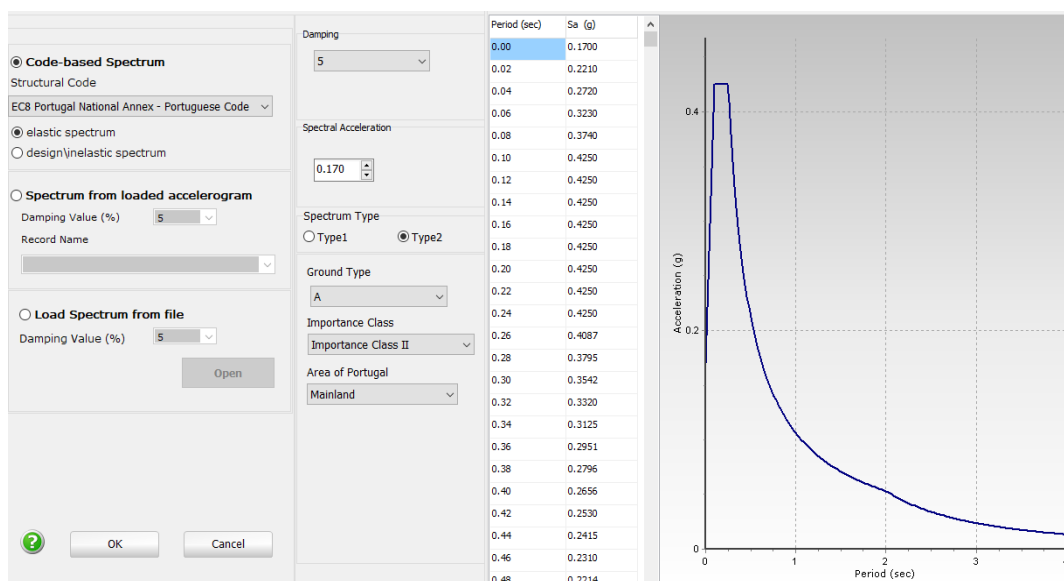 Code-based Spectrum
Structural Code
EC8 Portugal National Annex - Portuguese Code
elastic spectrum
design\inelastic spectrum
Spectrum from loaded accelerogram
Damping Value (%) 5
Record Name
Load Spectrum from file
Damping Value (%) 5
Open
OK Cancel
Damping
5
Spectral Acceleration
0.170
Spectrum Type
Type1 Type2
Ground Type
A
Importance Class
Importance Class II
Area of Portugal
Mainland
Period (sec) Sa (g)
0.00 0.1700
0.02 0.2210
0.04 0.2720
0.06 0.3230
0.08 0.3740
0.10 0.4250
0.12 0.4250
0.14 0.4250
0.16 0.4250
0.18 0.4250
0.20 0.4250
0.22 0.4250
0.24 0.4250
0.26 0.4087
0.28 0.3795
0.30 0.3542
0.32 0.3320
0.34 0.3125
0.36 0.2951
0.38 0.2796
0.40 0.2656
0.42 0.2530
0.44 0.2415
0.46 0.2310
0.48 0.2214
Acceleration (g)
0.4
0.2
0
0 1 2 3
Period (sec)